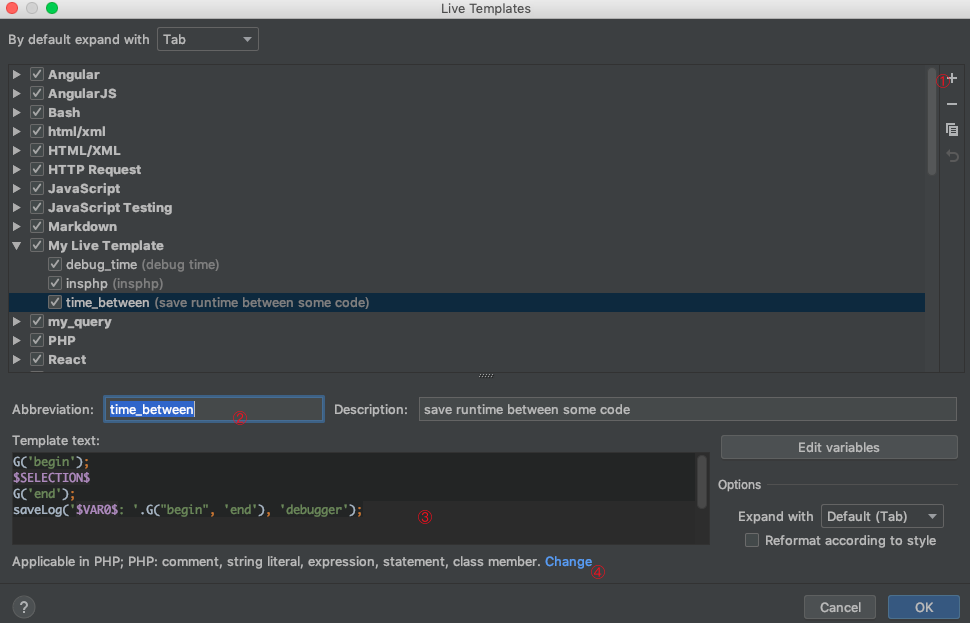 Live Templates
By default expand with Tab
Angular ① +
AngularJS
Bash
html/xml
HTML/XML
HTTP Request
JavaScript
JavaScript Testing
Markdown
My Live Template
debug_time (debug time)
insphp (insphp)
time_between (save runtime between some code)
my_query
PHP
React
Abbreviation: time_between ② Description: save runtime between some code
Template text:
Edit variables
G('begin');
$SELECTION$
G('end');
saveLog('$VAR0$: '.G("begin", 'end'), 'debugger'); ③
Options
Expand with Default (Tab)
Reformat according to style
Applicable in PHP; PHP: comment, string literal, expression, statement, class member. Change ④
? Cancel OK